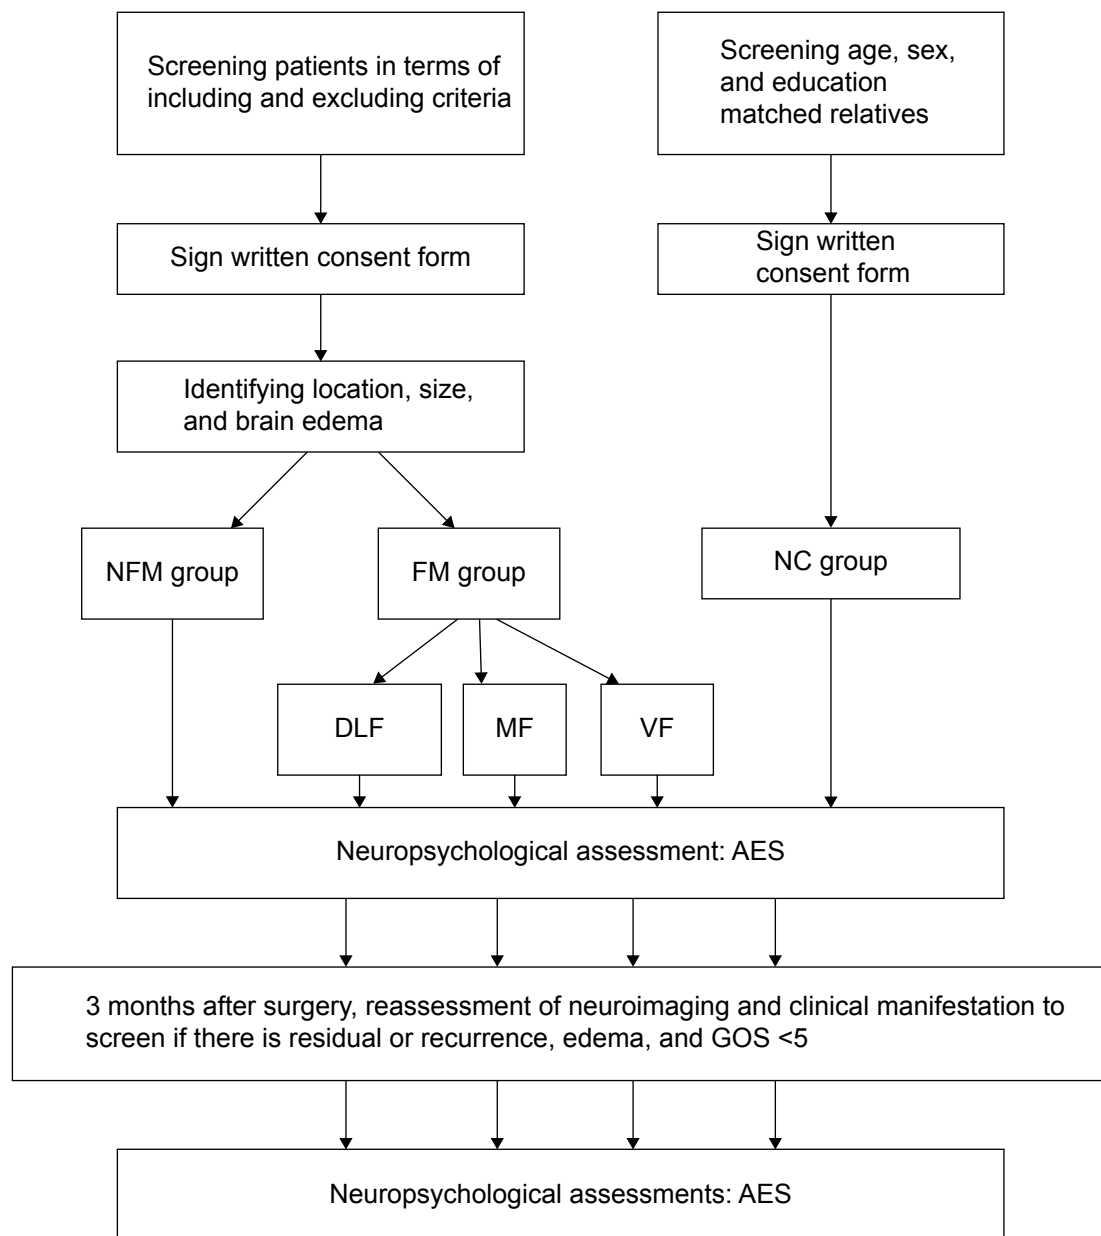 Screening patients in terms of
including and excluding criteria
Screening age, sex,
and education
matched relatives
Sign written consent form
Sign written
consent form
Identifying location, size,
and brain edema
NFM group
FM group
NC group
DLF
MF
VF
Neuropsychological assessment: AES
3 months after surgery, reassessment of neuroimaging and clinical manifestation to
screen if there is residual or recurrence, edema, and GOS <5
Neuropsychological assessments: AES